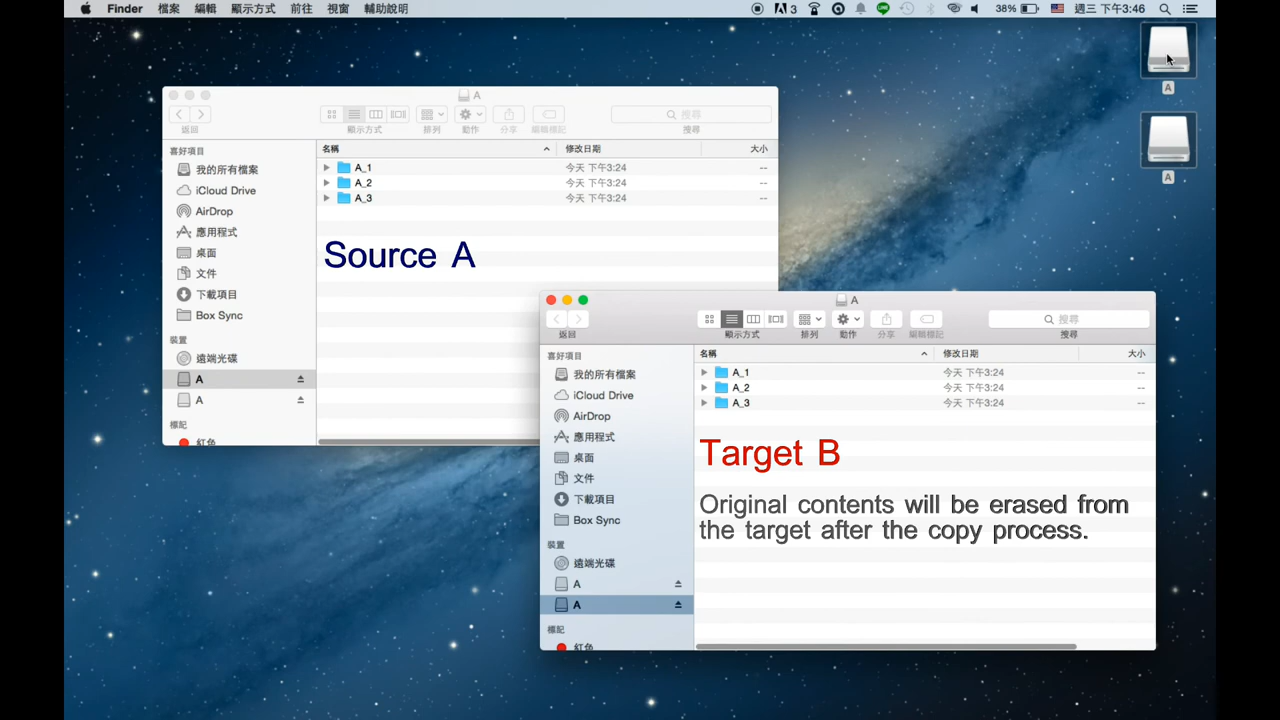 Finder 檔案 編輯 顯示方式 前往 視窗 輔助說明 3 38% 週三 下午3:46
A
A
A
搜尋
返回 顯示方式 排列 動作 分享 編輯標記 搜尋
喜好項目
我的所有檔案
iCloud Drive
AirDrop
應用程式
桌面
文件
下載項目
Box Sync
裝置
遠端光碟
A
A
標記
紅色
名稱 修改日期 大小
A_1 今天 下午3:24 --
A_2 今天 下午3:24 --
A_3 今天 下午3:24 --
Source A
A
搜尋
返回 顯示方式 排列 動作 分享 編輯標記 搜尋
喜好項目
我的所有檔案
iCloud Drive
AirDrop
應用程式
桌面
文件
下載項目
Box Sync
裝置
遠端光碟
A
A
標記
紅色
名稱 修改日期 大小
A_1 今天 下午3:24 --
A_2 今天 下午3:24 --
A_3 今天 下午3:24 --
Target B
Original contents will be erased from
the target after the copy process.